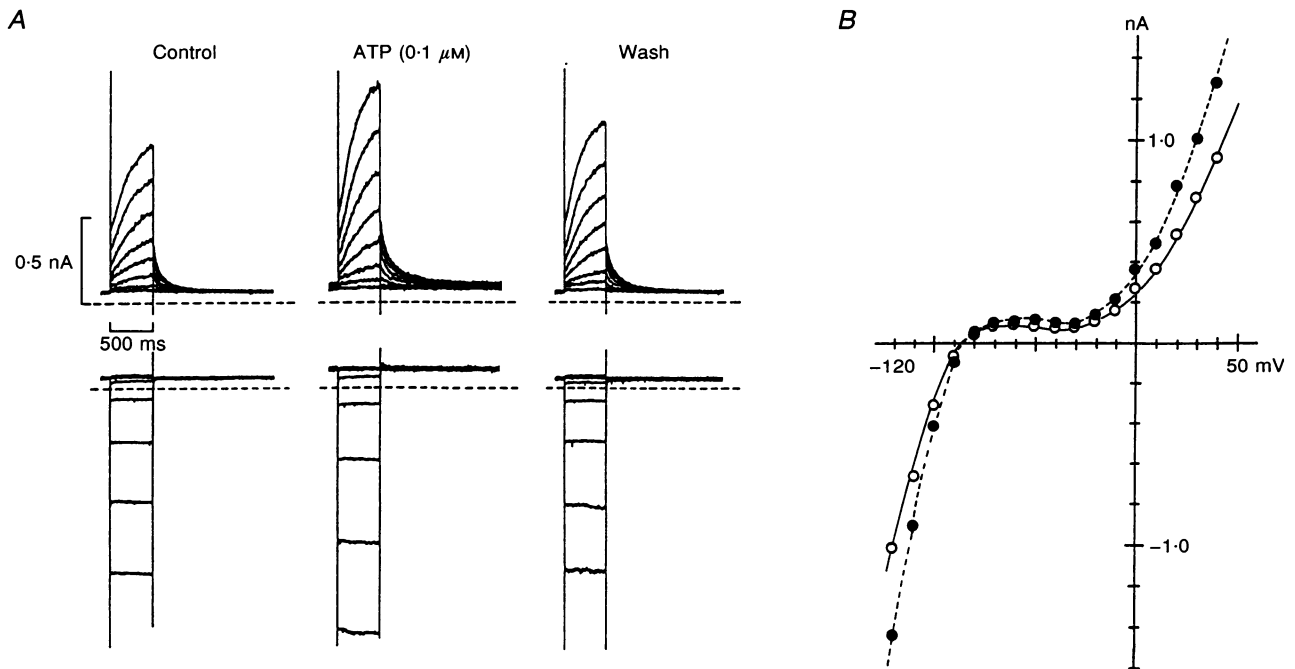 A
Control
ATP (0·1 μM)
Wash
0·5 nA
500 ms
B
nA
1·0
-120
50 mV
-1·0